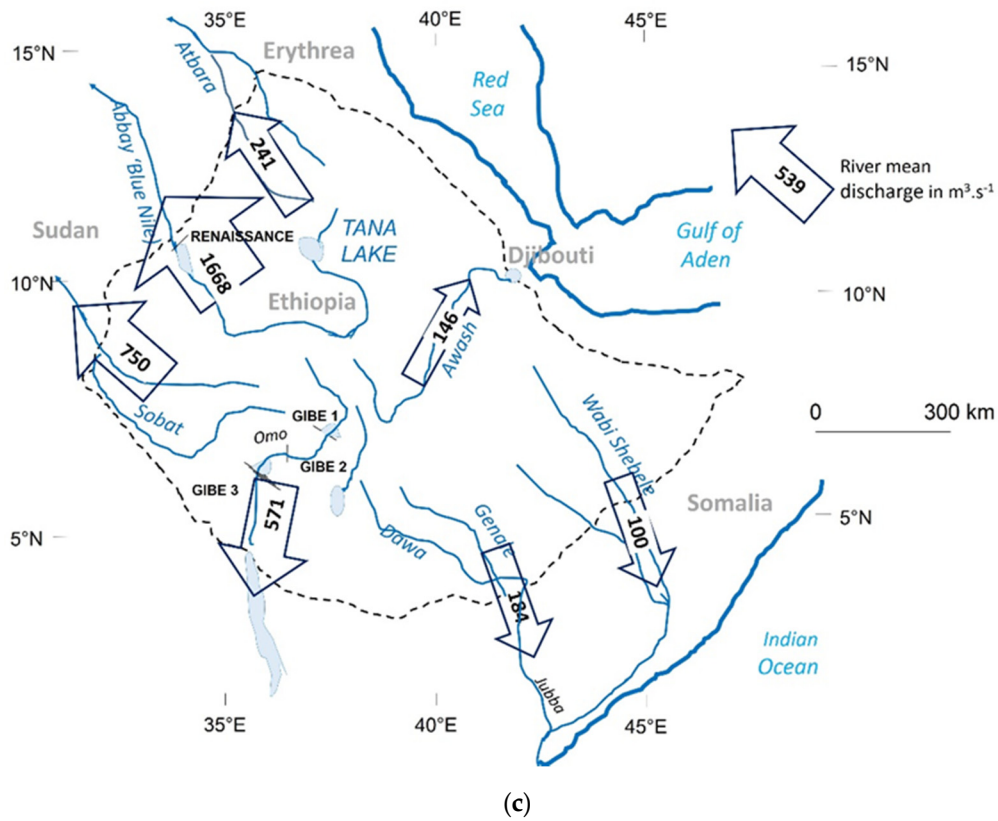 35°E
40°E
45°E
15°N
Erythrea
15°N
Atbara
Red
Sea
Abbay 'Blue Nile'
241
539
River mean
discharge in m³.s⁻¹
Sudan
RENAISSANCE
TANA
LAKE
Gulf of
Aden
Djibouti
1668
10°N
Ethiopia
10°N
146
Awash
750
Sobat
GIBE 1
Omo
GIBE 2
GIBE 3
Wabi Shebele
0
300 km
571
Somalia
5°N
5°N
Dawa
Genale
100
184
Indian
Ocean
Jubba
35°E
40°E
45°E
(c)